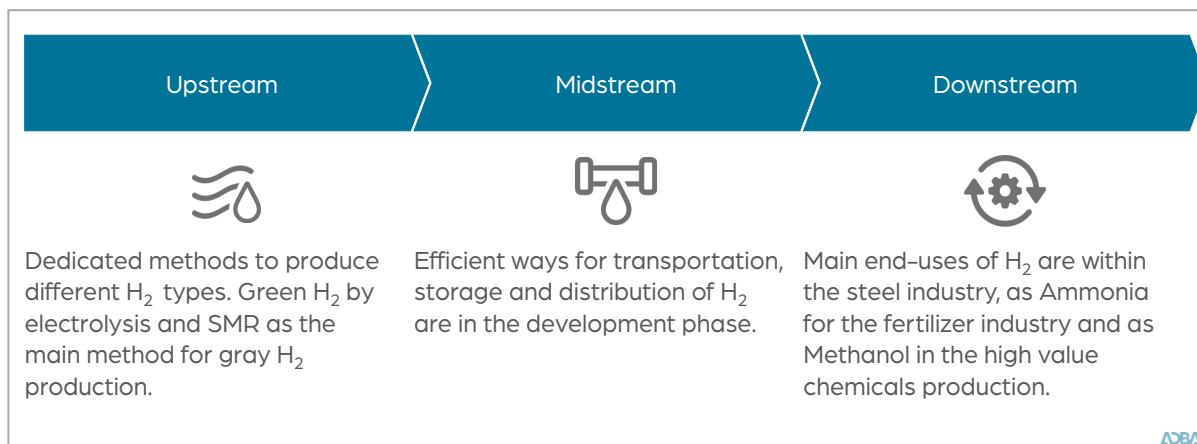 Upstream
Midstream
Downstream
Dedicated methods to produce
different H₂ types. Green H₂ by
electrolysis and SMR as the
main method for gray H₂
production.
Efficient ways for transportation,
storage and distribution of H₂
are in the development phase.
Main end-uses of H₂ are within
the steel industry, as Ammonia
for the fertilizer industry and as
Methanol in the high value
chemicals production.